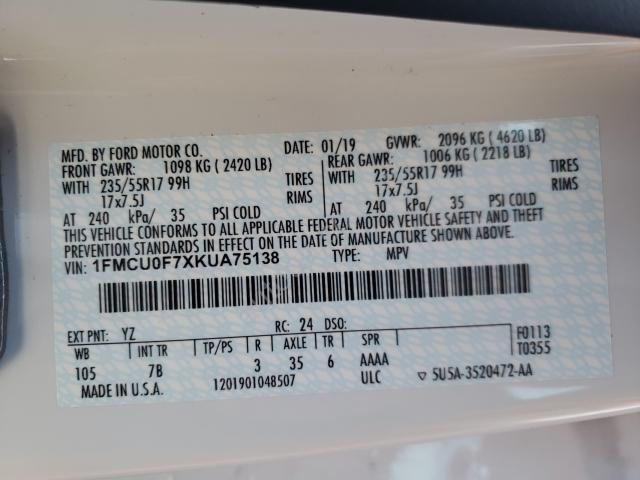 MFD. BY FORD MOTOR CO. DATE: 01/19 GVWR: 2096 KG ( 4620 LB)
FRONT GAWR: 1098 KG ( 2420 LB) REAR GAWR: 1006 KG ( 2218 LB)
WITH 235/55R17 99H TIRES WITH 235/55R17 99H TIRES
17x7.5J RIMS 17x7.5J RIMS
AT 240 kPa/ 35 PSI COLD AT 240 kPa/ 35 PSI COLD
THIS VEHICLE CONFORMS TO ALL APPLICABLE FEDERAL MOTOR VEHICLE SAFETY AND THEFT
PREVENTION STANDARDS IN EFFECT ON THE DATE OF MANUFACTURE SHOWN ABOVE.
VIN: 1FMCU0F7XKUA75138 TYPE: MPV
EXT PNT: YZ RC: 24 DSO: F0113
WB INT TR TP/PS R AXLE TR SPR T0355
105 7B 3 35 6 AAAA
MADE IN U.S.A. 1201901048507 ULC ▽ 5U5A-3520472-AA